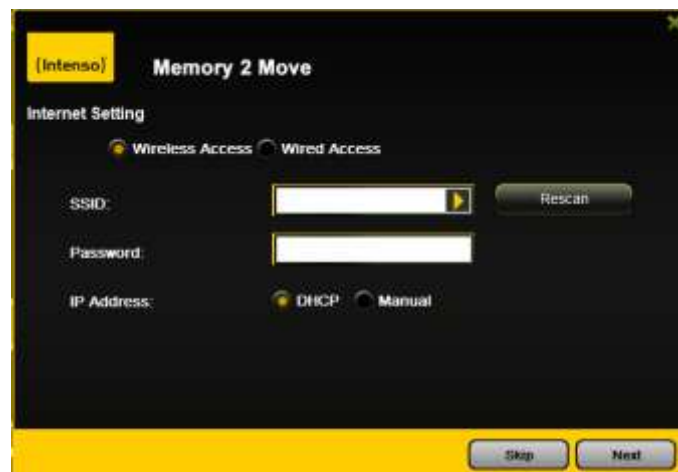 (Intenso)
Memory 2 Move
Internet Setting
Wireless Access Wired Access
SSID: Rescan
Password:
IP Address: DHCP Manual
Skip Next